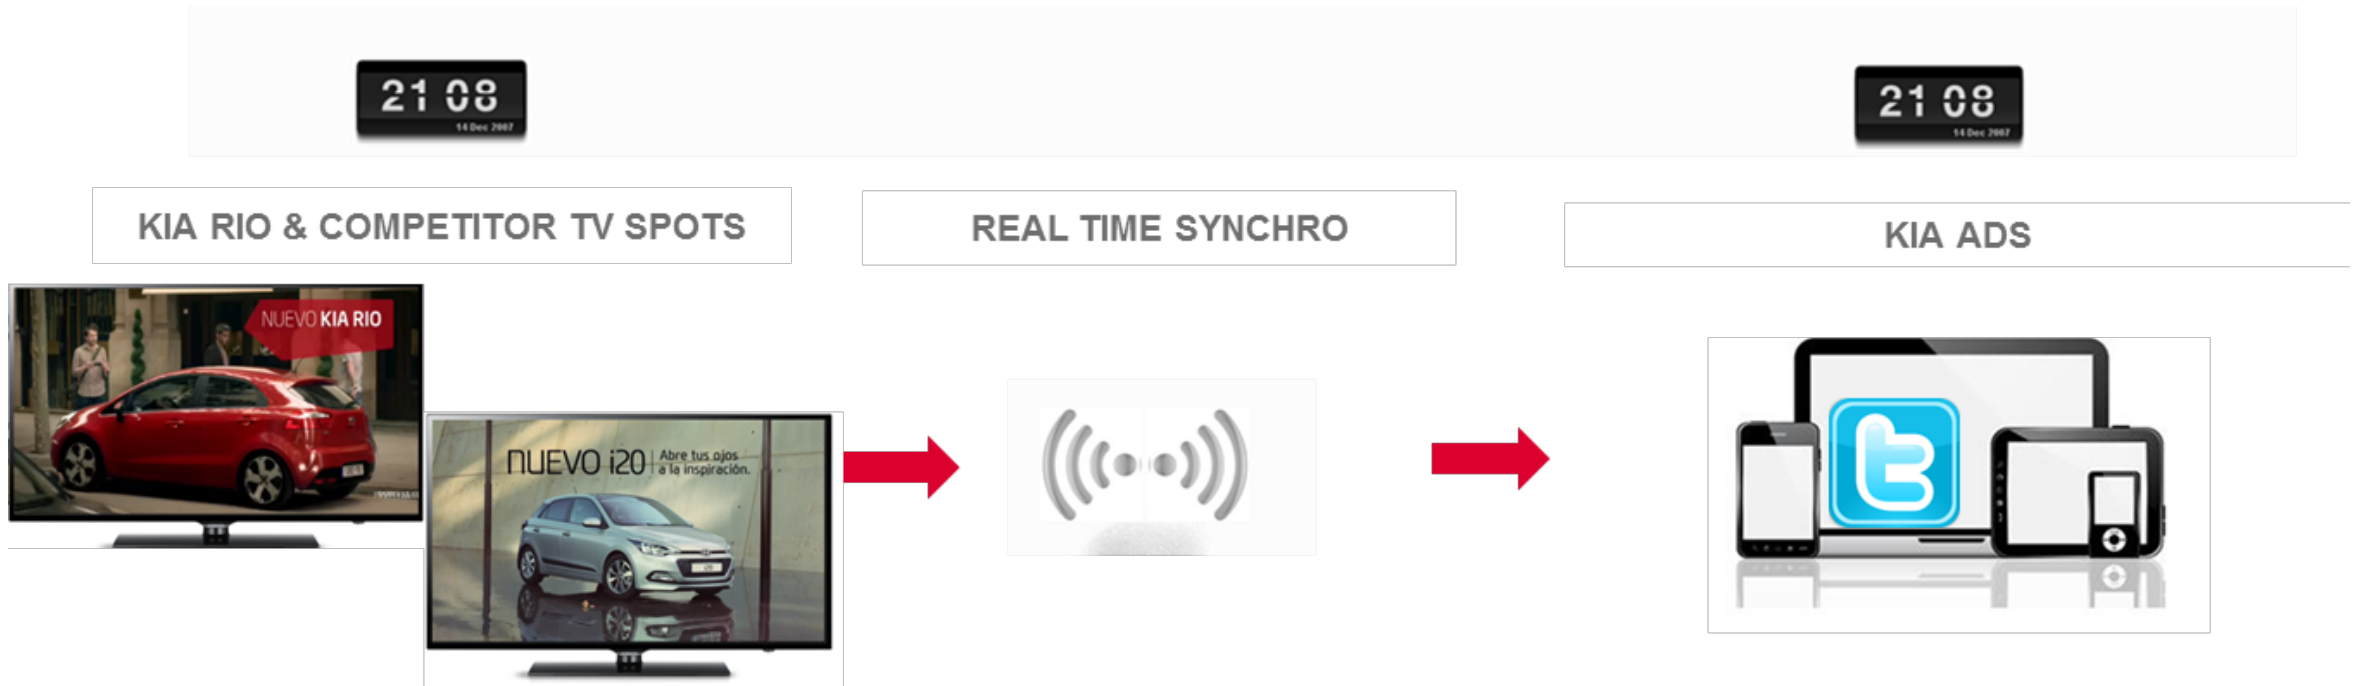 21 08
14 Dec 2007
21 08
14 Dec 2007
KIA RIO & COMPETITOR TV SPOTS
REAL TIME SYNCHRO
KIA ADS
NUEVO KIA RIO
NUEVO i20
Abre tus ojos
a la inspiración.
i20